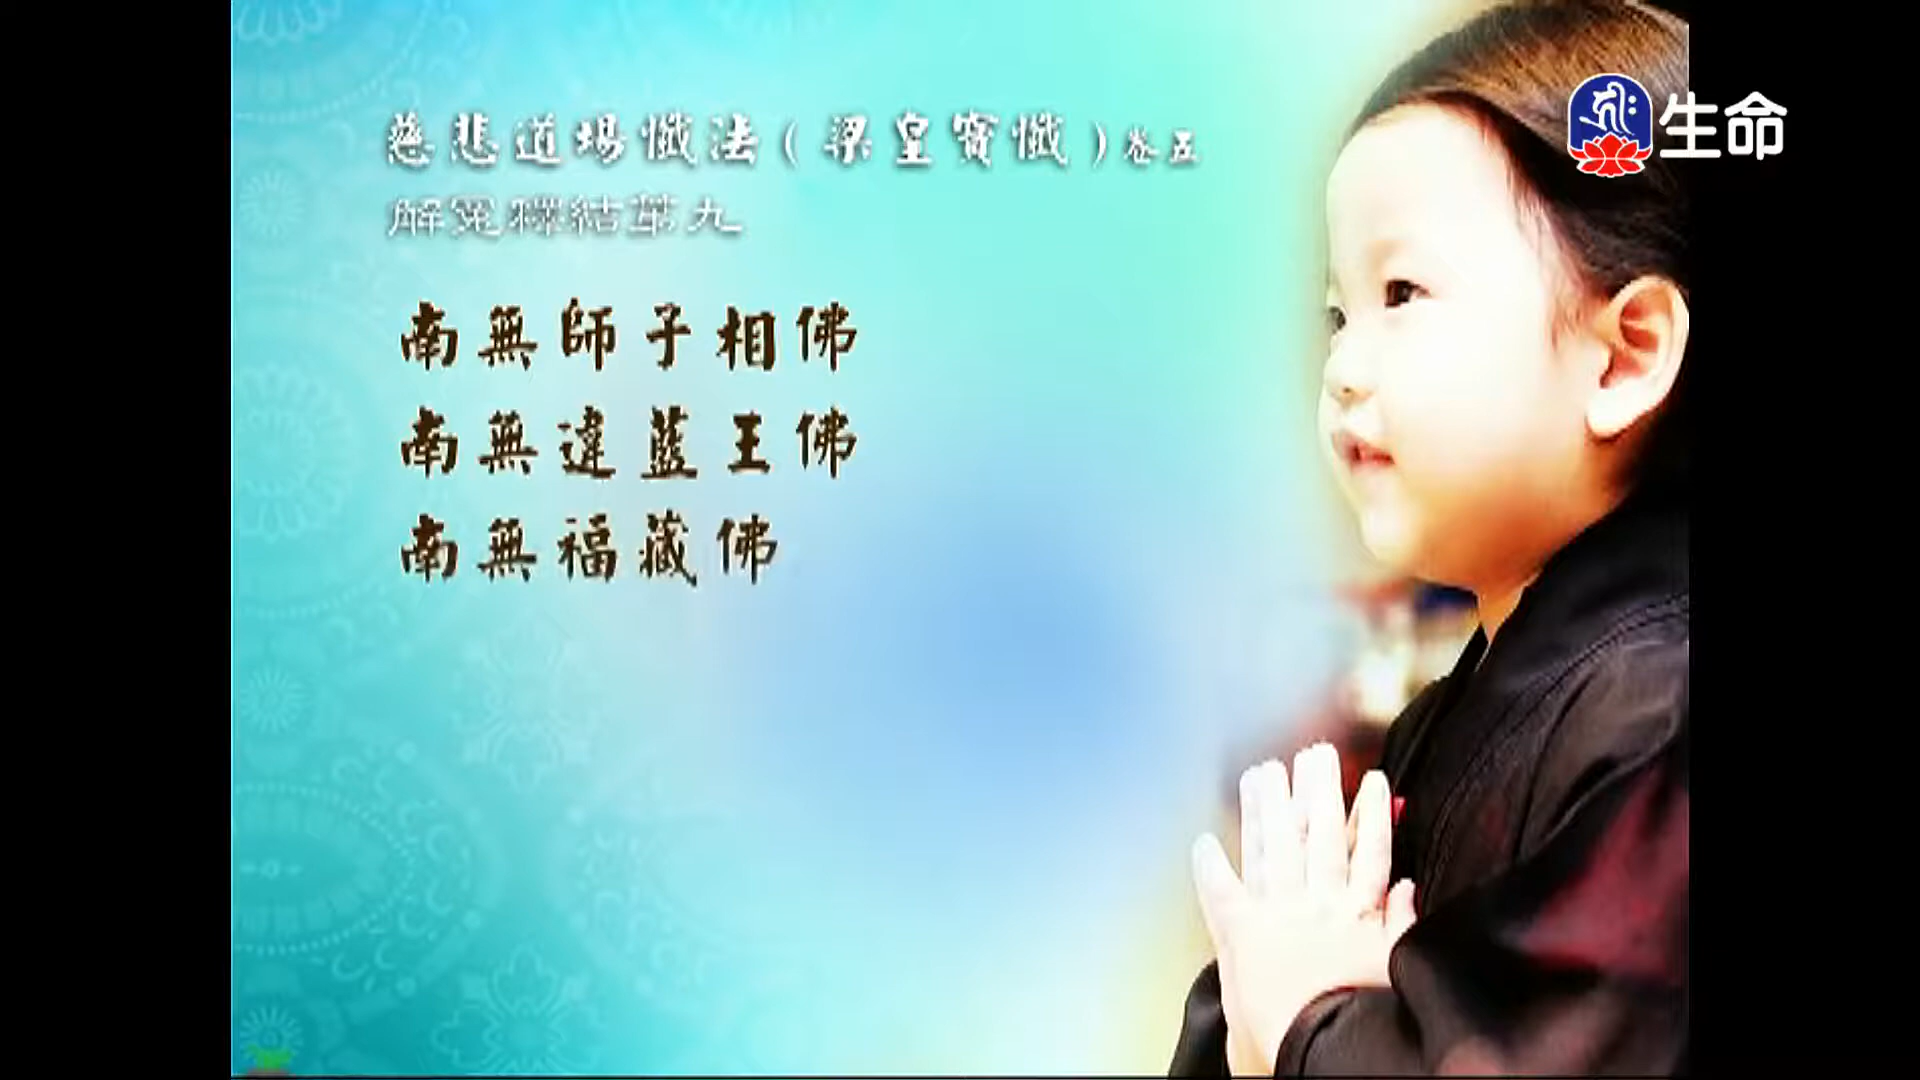 慈悲道場懺法（梁皇寶懺）卷五
生命
解冤釋結第九
南無師子相佛
南無違藍王佛
南無福藏佛